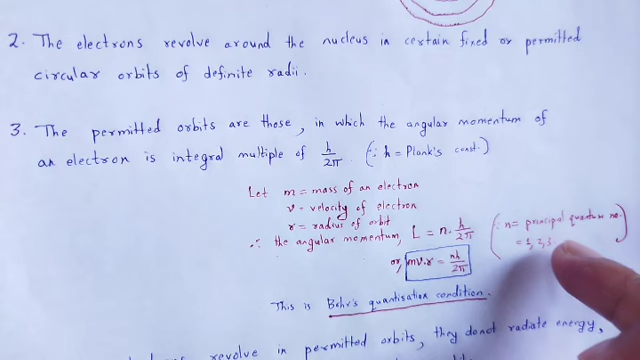 2. The electrons revolve around the nucleus in certain fixed or permitted
circular orbits of definite radii.
3. The permitted orbits are those, in which the angular momentum of
an electron is integral multiple of h/2π. (∵ h = Plank's const.)
Let m = mass of an electron
v = velocity of electron
r = radius of orbit
∴ the angular momentum, L = n. h/2π (∵ n = principal quantum no.
= 1, 2, 3
or, mv.r = nh/2π
This is Bohr's quantisation condition.
revolve in permitted orbits, they donot radiate energy,